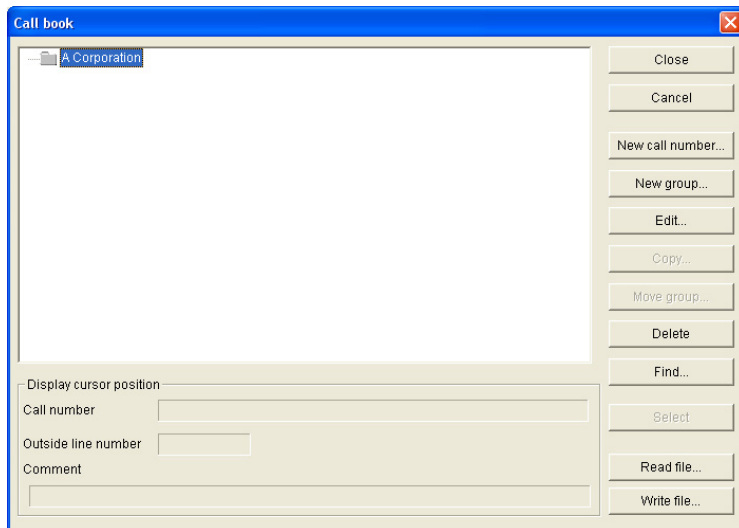 Call book
A Corporation
Close
Cancel
New call number...
New group...
Edit...
Copy...
Move group...
Delete
Find...
Select
Read file...
Write file...
Display cursor position
Call number
Outside line number
Comment